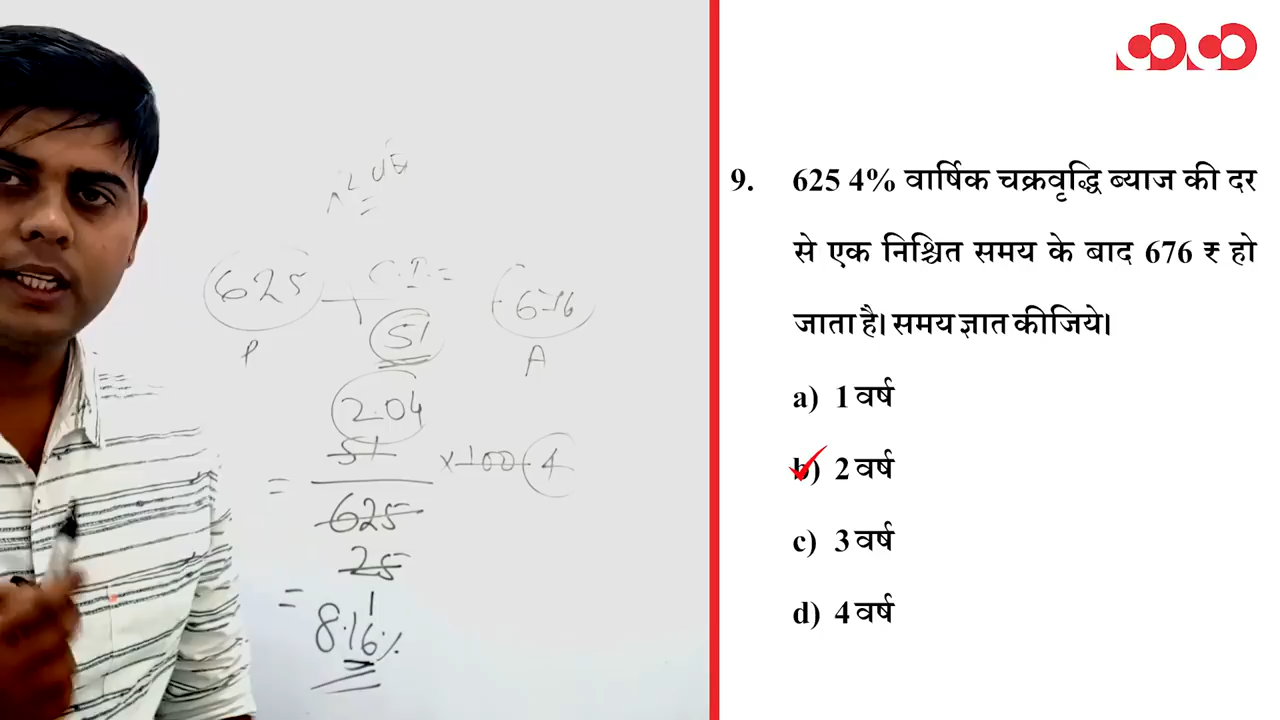 625 C.I. = 676
51
P A
2.04
51 × 100 4
=
625
25
= 1
8.16%
9. 625 4% वार्षिक चक्रवृद्धि ब्याज की दर
से एक निश्चित समय के बाद 676 ₹ हो
जाता है। समय ज्ञात कीजिये।
a) 1 वर्ष
b) 2 वर्ष
c) 3 वर्ष
d) 4 वर्ष